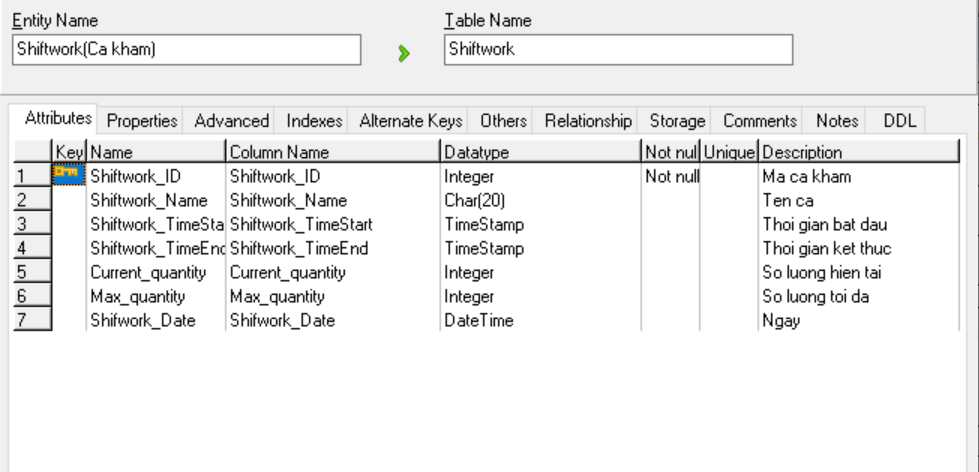 Entity Name Table Name
Shiftwork(Ca kham) Shiftwork
Attributes Properties Advanced Indexes Alternate Keys Others Relationship Storage Comments Notes DDL
Key Name Column Name Datatype Not nul Unique Description
1 Shiftwork_ID Shiftwork_ID Integer Not null Ma ca kham
2 Shiftwork_Name Shiftwork_Name Char(20) Ten ca
3 Shiftwork_TimeSta Shiftwork_TimeStart TimeStamp Thoi gian bat dau
4 Shiftwork_TimeEnd Shiftwork_TimeEnd TimeStamp Thoi gian ket thuc
5 Current_quantity Current_quantity Integer So luong hien tai
6 Max_quantity Max_quantity Integer So luong toi da
7 Shifwork_Date Shifwork_Date DateTime Ngay